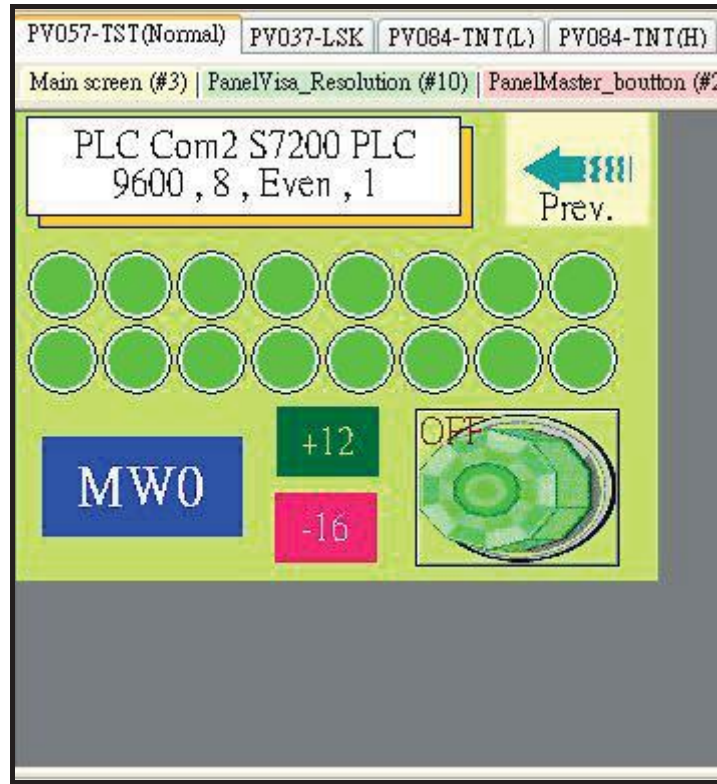 PV057-TST(Normal) PV037-LSK PV084-TNT(L) PV084-TNT(H)
Main screen (#3) | PanelVisa_Resolution (#10) | PanelMaster_boutton (#2
PLC Com2 S7200 PLC
9600 , 8 , Even , 1
Prev.
+12
OFF
MW0
-16